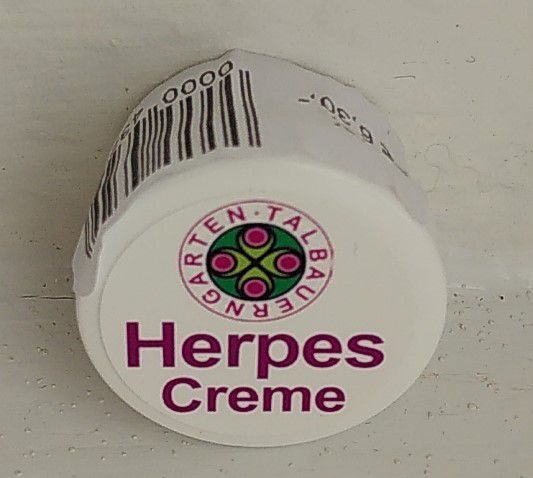 0000
€ 6,30,-
TALBAUERNGARTEN ·
Herpes
Creme